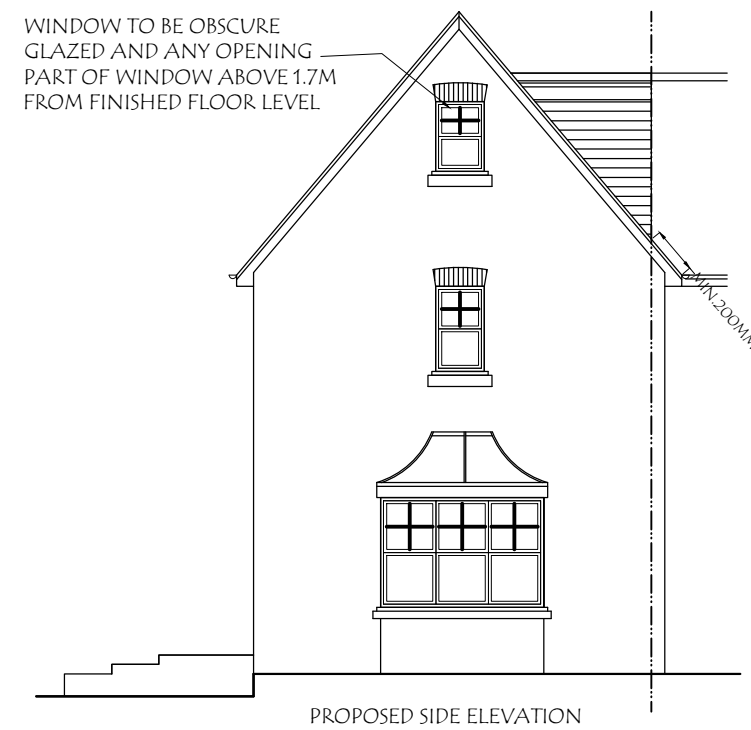 WINDOW TO BE OBSCURE
GLAZED AND ANY OPENING
PART OF WINDOW ABOVE 1.7M
FROM FINISHED FLOOR LEVEL
MIN.200MM
PROPOSED SIDE ELEVATION